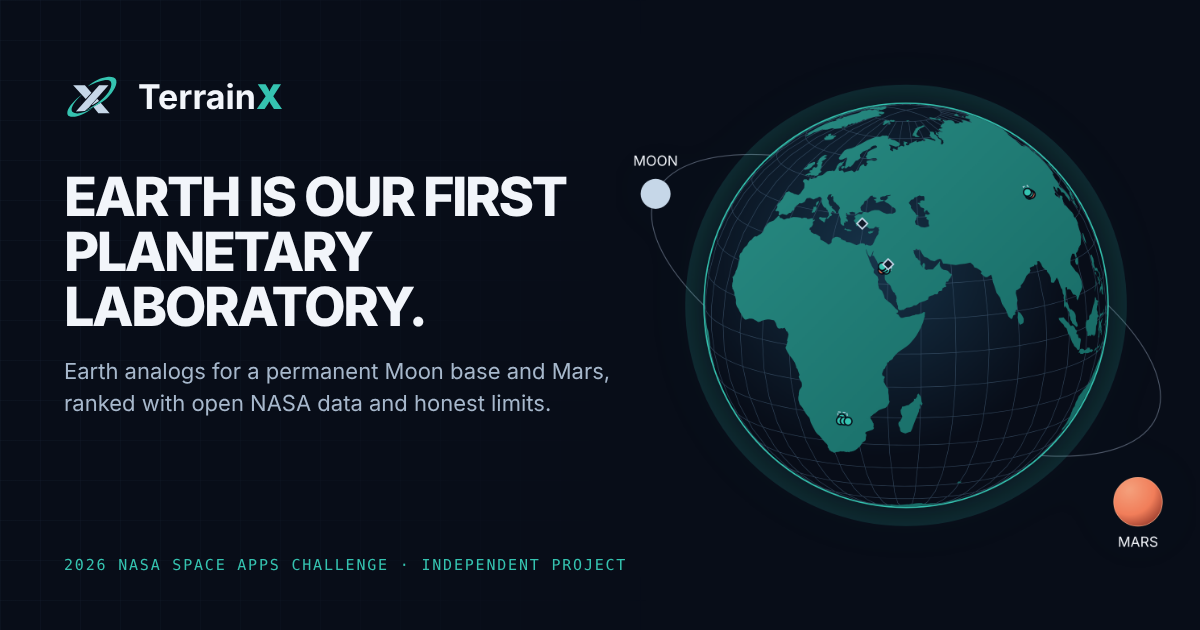 TerrainX
EARTH IS OUR FIRST
PLANETARY
LABORATORY.
Earth analogs for a permanent Moon base and Mars,
ranked with open NASA data and honest limits.
2026 NASA SPACE APPS CHALLENGE · INDEPENDENT PROJECT
MOON
MARS